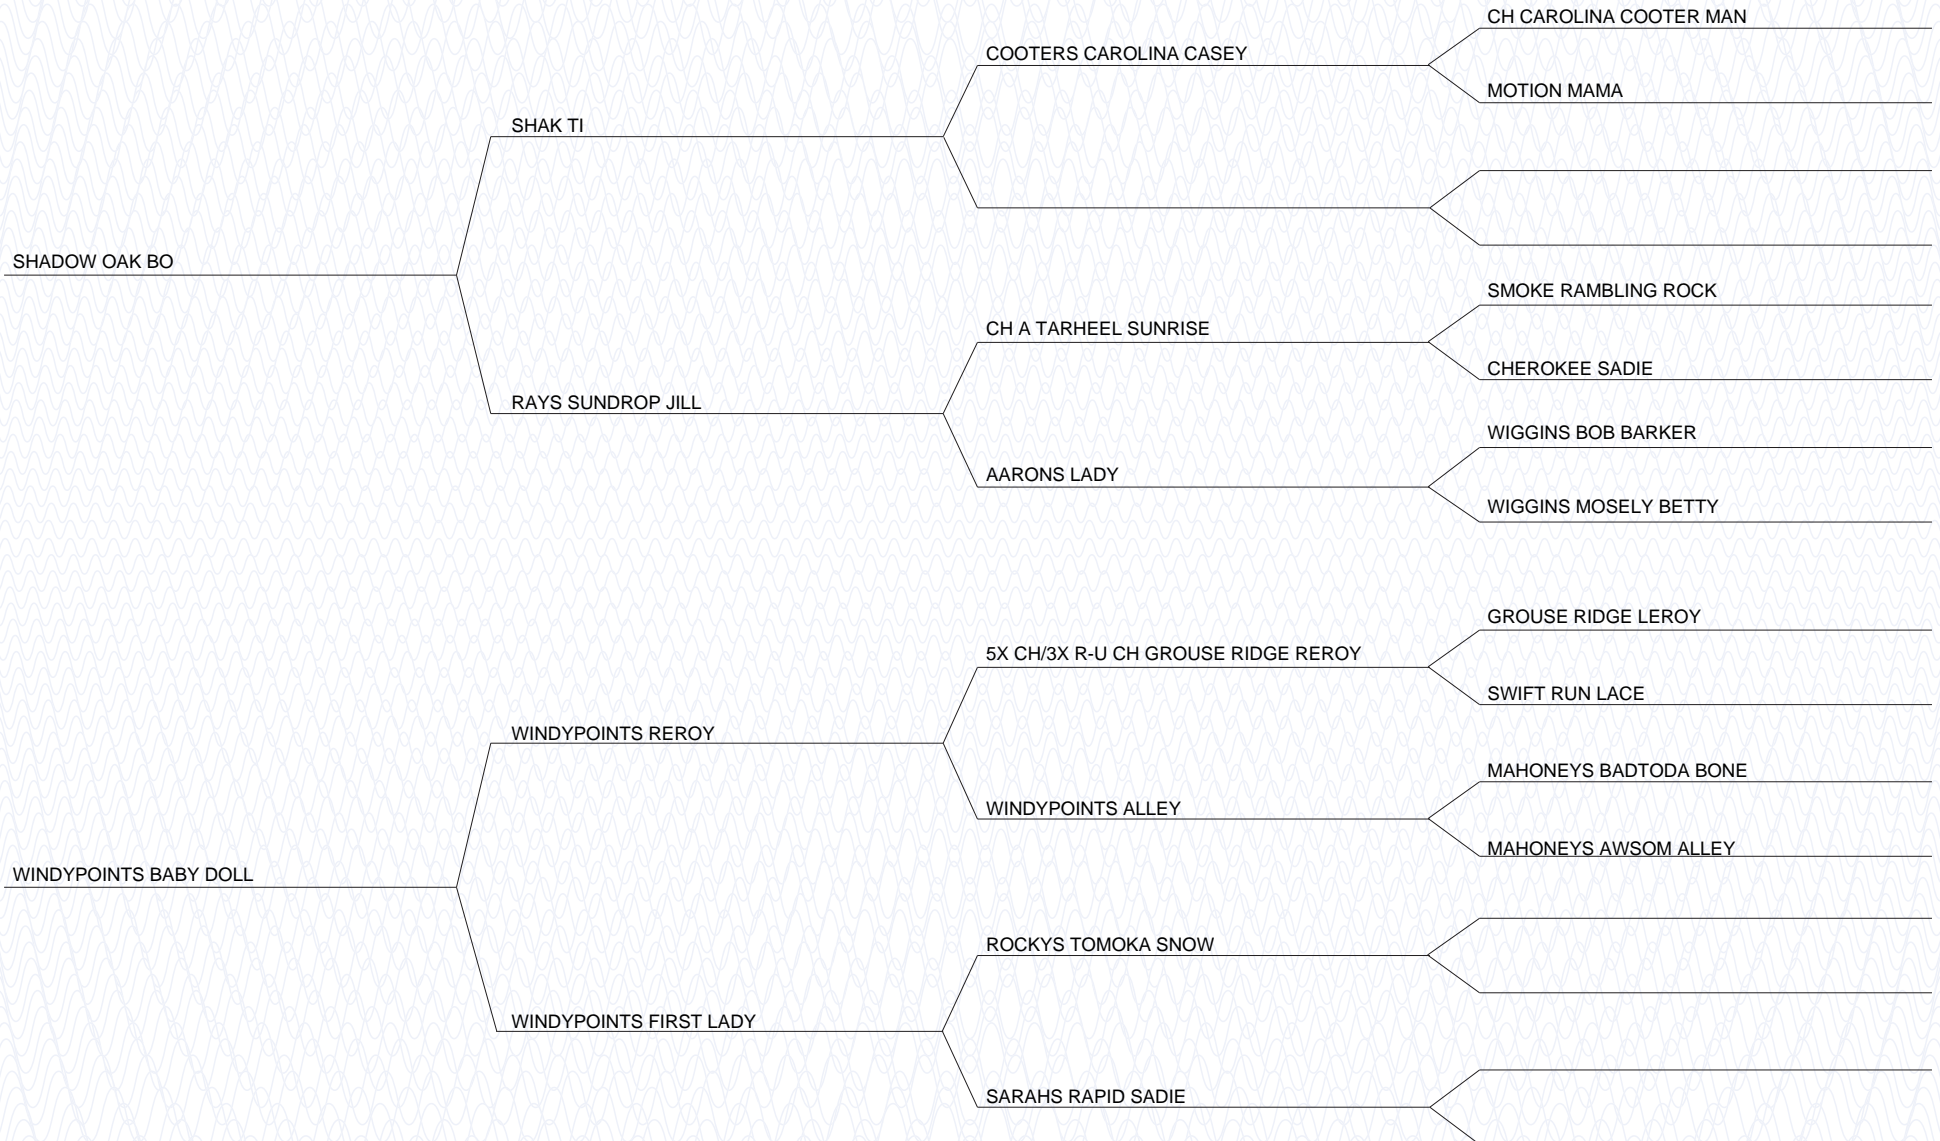 CH CAROLINA COOTER MAN
COOTERS CAROLINA CASEY
MOTION MAMA
SHAK TI
SHADOW OAK BO
SMOKE RAMBLING ROCK
CH A TARHEEL SUNRISE
CHEROKEE SADIE
RAYS SUNDROP JILL
WIGGINS BOB BARKER
AARONS LADY
WIGGINS MOSELY BETTY
GROUSE RIDGE LEROY
5X CH/3X R-U CH GROUSE RIDGE REROY
SWIFT RUN LACE
WINDYPOINTS REROY
MAHONEYS BADTODA BONE
WINDYPOINTS ALLEY
MAHONEYS AWSOM ALLEY
WINDYPOINTS BABY DOLL
ROCKYS TOMOKA SNOW
WINDYPOINTS FIRST LADY
SARAHS RAPID SADIE